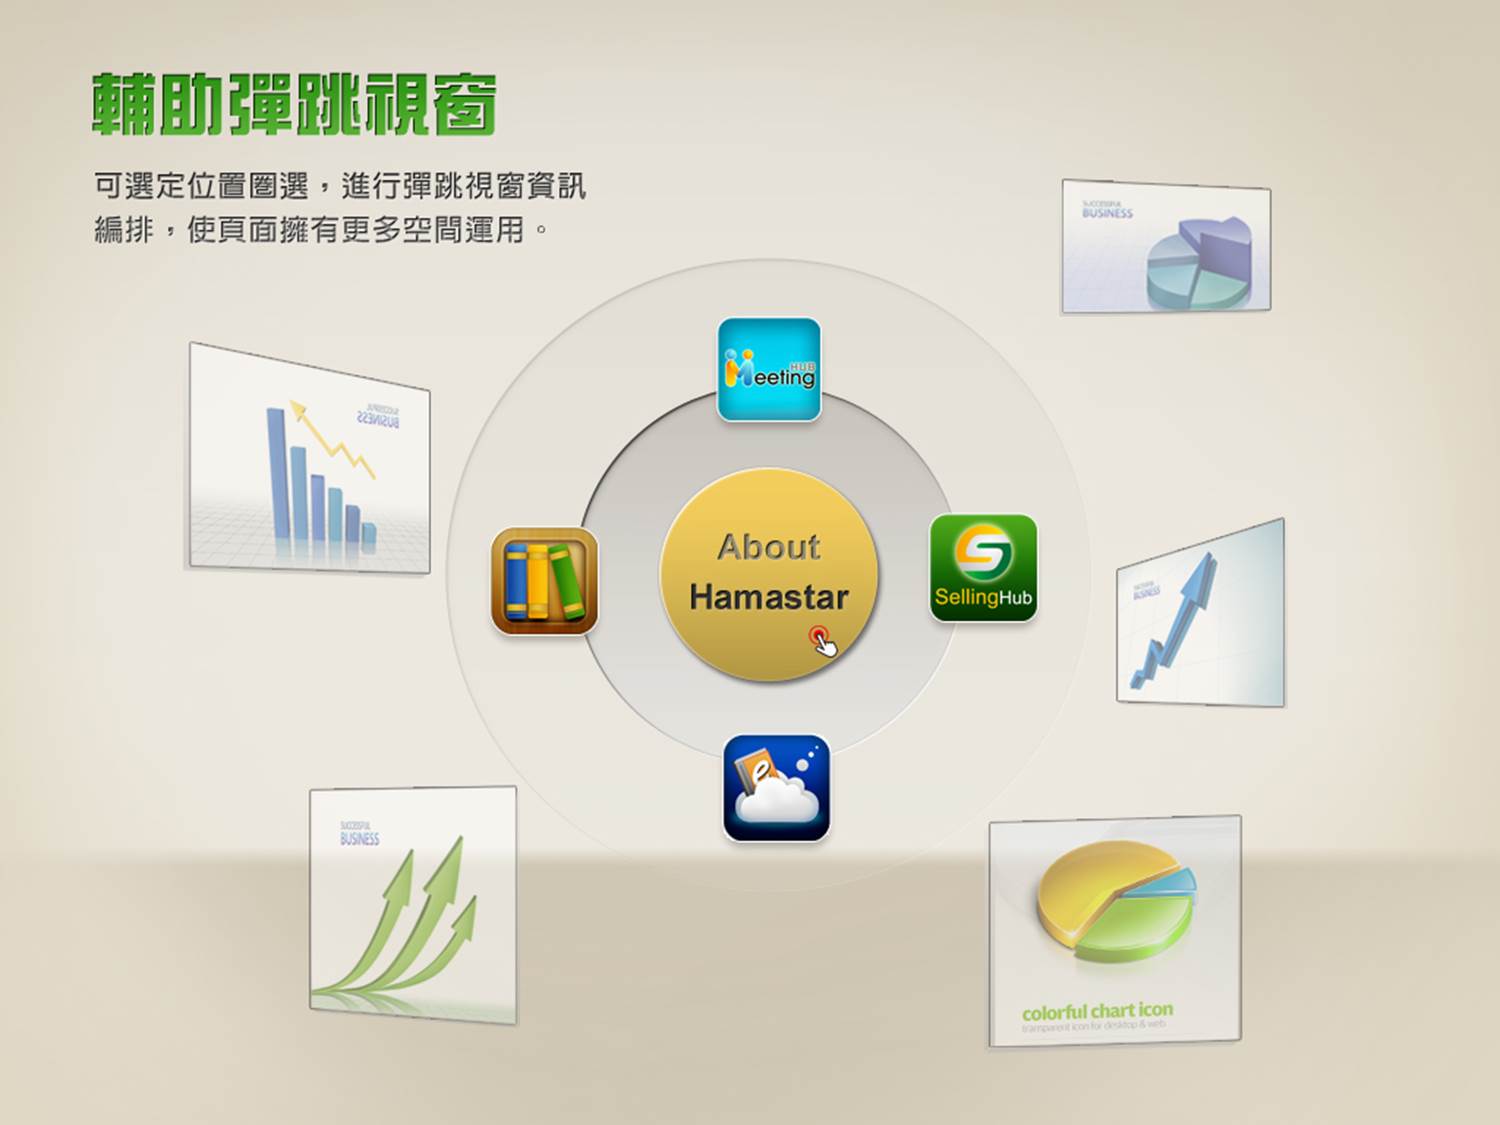 輔助彈跳視窗
可選定位置圈選，進行彈跳視窗資訊
編排，使頁面擁有更多空間運用。
SUCCESSFUL
BUSINESS
HUB
Meeting
SUCCESSFUL
BUSINESS
About
Hamastar
SellingHub
SUCCESSFUL
BUSINESS
e
SUCCESSFUL
BUSINESS
colorful chart icon
transparent icon for desktop & web